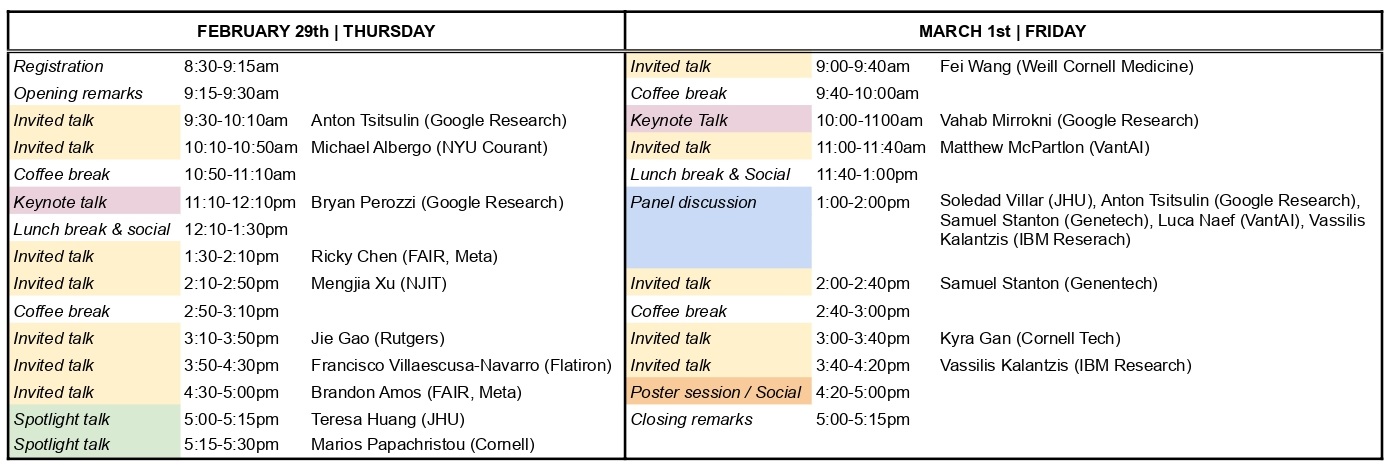 FEBRUARY 29th | THURSDAY
Registration 8:30-9:15am
Opening remarks 9:15-9:30am
Invited talk 9:30-10:10am Anton Tsitsulin (Google Research)
Invited talk 10:10-10:50am Michael Albergo (NYU Courant)
Coffee break 10:50-11:10am
Keynote talk 11:10-12:10pm Bryan Perozzi (Google Research)
Lunch break & social 12:10-1:30pm
Invited talk 1:30-2:10pm Ricky Chen (FAIR, Meta)
Invited talk 2:10-2:50pm Mengjia Xu (NJIT)
Coffee break 2:50-3:10pm
Invited talk 3:10-3:50pm Jie Gao (Rutgers)
Invited talk 3:50-4:30pm Francisco Villaescusa-Navarro (Flatiron)
Invited talk 4:30-5:00pm Brandon Amos (FAIR, Meta)
Spotlight talk 5:00-5:15pm Teresa Huang (JHU)
Spotlight talk 5:15-5:30pm Marios Papachristou (Cornell)
MARCH 1st | FRIDAY
Invited talk 9:00-9:40am Fei Wang (Weill Cornell Medicine)
Coffee break 9:40-10:00am
Keynote Talk 10:00-1100am Vahab Mirrokni (Google Research)
Invited talk 11:00-11:40am Matthew McPartlon (VantAI)
Lunch break & Social 11:40-1:00pm
Panel discussion 1:00-2:00pm Soledad Villar (JHU), Anton Tsitsulin (Google Research),
Samuel Stanton (Genetech), Luca Naef (VantAI), Vassilis
Kalantzis (IBM Reserach)
Invited talk 2:00-2:40pm Samuel Stanton (Genentech)
Coffee break 2:40-3:00pm
Invited talk 3:00-3:40pm Kyra Gan (Cornell Tech)
Invited talk 3:40-4:20pm Vassilis Kalantzis (IBM Research)
Poster session / Social 4:20-5:00pm
Closing remarks 5:00-5:15pm